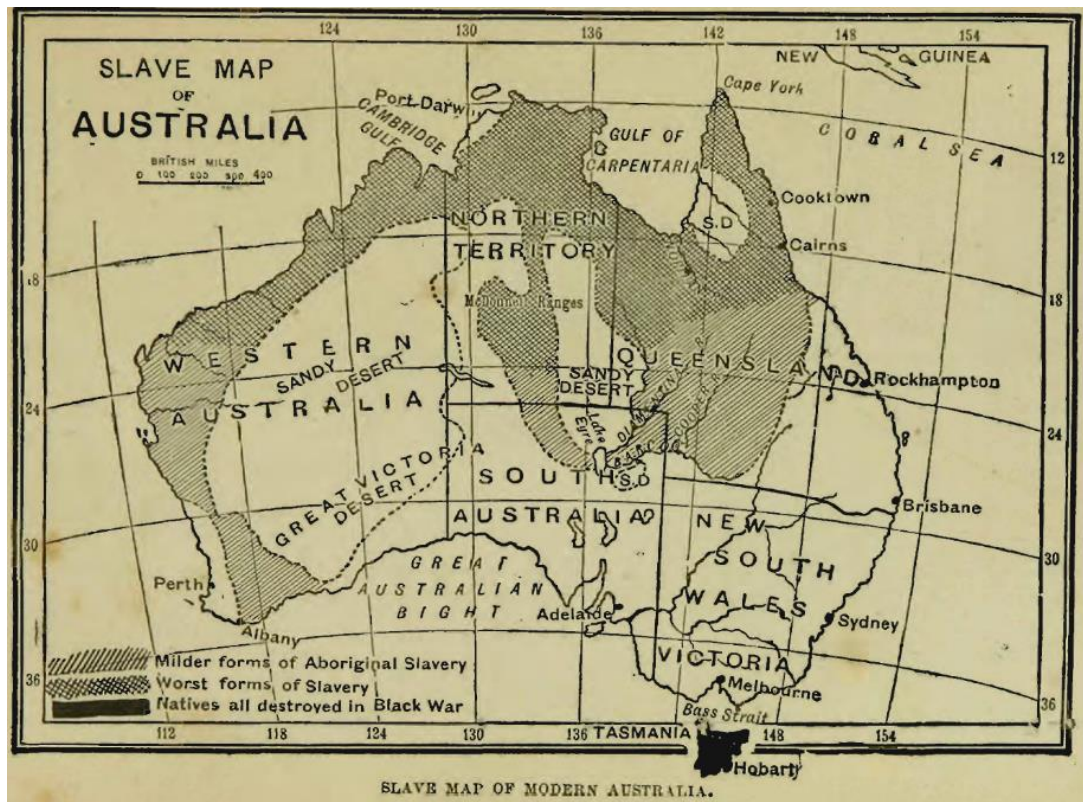 124 130 136 142 148 154
SLAVE MAP
OF
AUSTRALIA
BRITISH MILES
0 100 200 300 400
NEW GUINEA
Cape York
Port Darw
CAMBRIDGE
GULF
GULF OF
CARPENTARIA
CORAL SEA
12
Cooktown
S.D
NORTHERN
TERRITORY
Cairns
18
18
McDonnell Ranges
WESTERN
SANDY DESERT
AUSTRALIA
QUEENSLAND
SANDY
DESERT
Rockhampton
24
24
DIAMANTINA
COOPER
BARCOO
Lake
Eyre
GREAT VICTORIA
DESERT
SOUTH
S.D
AUSTRALIA
Brisbane
NEW
SOUTH
WALES
30
30
GREAT
AUSTRALIAN
BIGHT
Perth
Albany
Adelaide
Sydney
VICTORIA
Melbourne
36
36
Milder forms of Aboriginal Slavery
Worst forms of Slavery
Natives all destroyed in Black War
Bass Strait
112 118 124 130 136 TASMANIA 148 154
Hobart
SLAVE MAP OF MODERN AUSTRALIA.